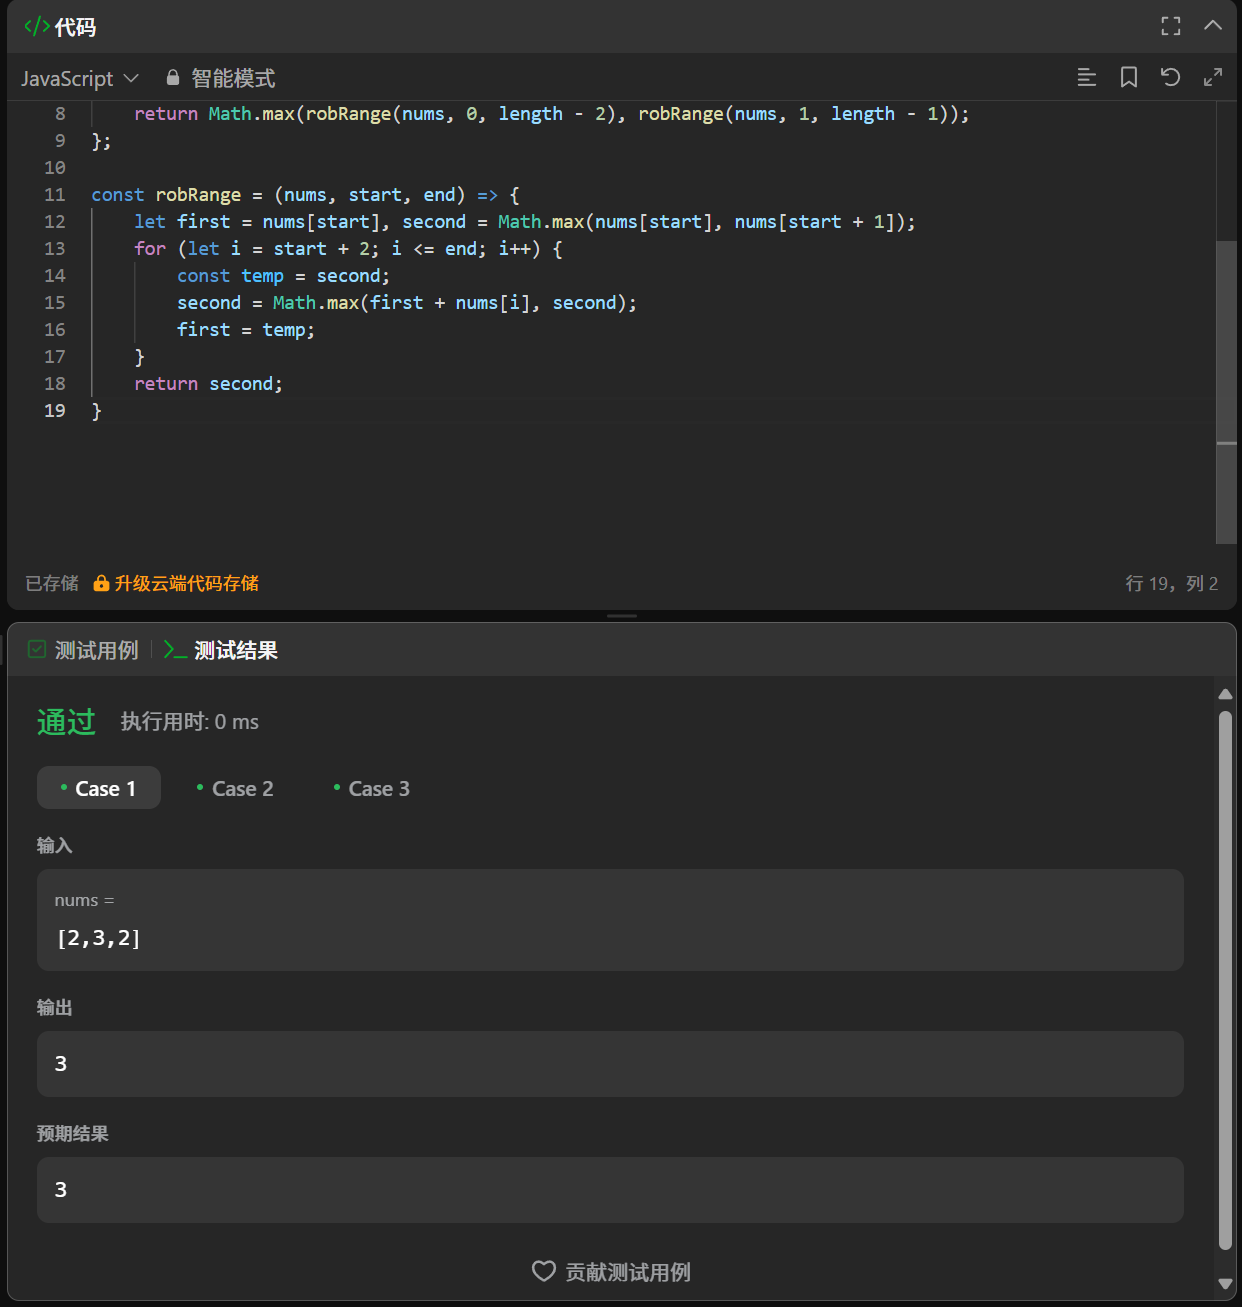 </> 代码
JavaScript 智能模式
8 return Math.max(robRange(nums, 0, length - 2), robRange(nums, 1, length - 1));
9 };
10
11 const robRange = (nums, start, end) => {
12 let first = nums[start], second = Math.max(nums[start], nums[start + 1]);
13 for (let i = start + 2; i <= end; i++) {
14 const temp = second;
15 second = Math.max(first + nums[i], second);
16 first = temp;
17 }
18 return second;
19 }
已存储 升级云端代码存储 行 19，列 2
测试用例 测试结果
通过 执行用时: 0 ms
Case 1 Case 2 Case 3
输入
nums =
[2,3,2]
输出
3
预期结果
3
贡献测试用例